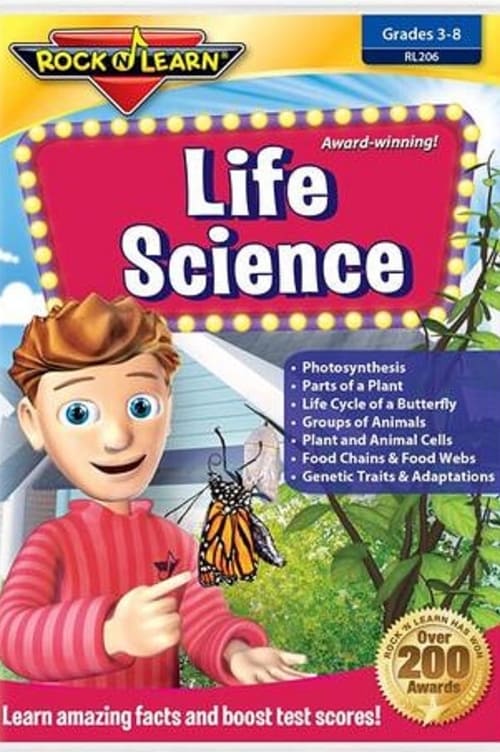 ROCK 'N LEARN®
Grades 3-8
RL206
Award-winning!
Life
Science
• Photosynthesis
• Parts of a Plant
• Life Cycle of a Butterfly
• Groups of Animals
• Plant and Animal Cells
• Food Chains & Food Webs
• Genetic Traits & Adaptations
ROCK 'N LEARN HAS WON
Over
200
Awards
Learn amazing facts and boost test scores!